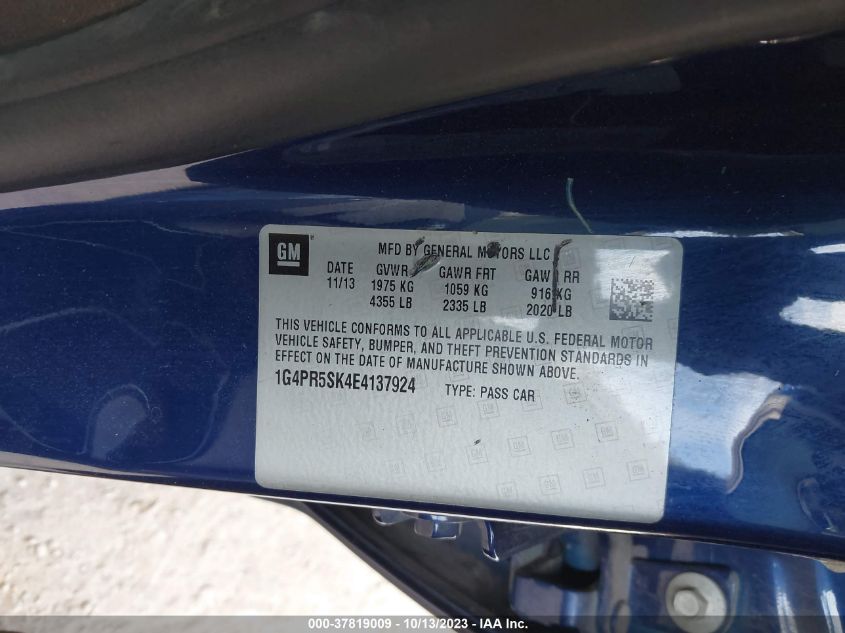 GM
MFD BY GENERAL MOTORS LLC
DATE GVWR GAWR FRT GAW RR
11/13 1975 KG 1059 KG 916 KG
4355 LB 2335 LB 2020 LB
THIS VEHICLE CONFORMS TO ALL APPLICABLE U.S. FEDERAL MOTOR
VEHICLE SAFETY, BUMPER, AND THEFT PREVENTION STANDARDS IN
EFFECT ON THE DATE OF MANUFACTURE SHOWN ABOVE.
1G4PR5SK4E4137924 TYPE: PASS CAR
000-37819009 - 10/13/2023 - IAA Inc.